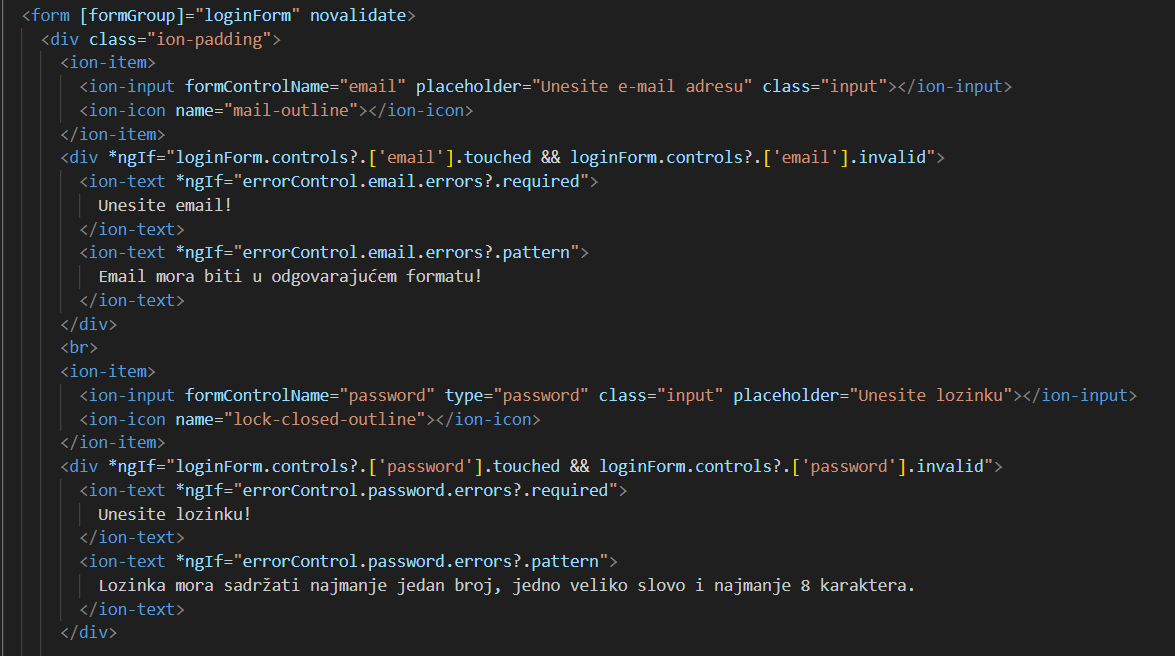 <form [formGroup]="loginForm" novalidate>
<div class="ion-padding">
<ion-item>
<ion-input formControlName="email" placeholder="Unesite e-mail adresu" class="input"></ion-input>
<ion-icon name="mail-outline"></ion-icon>
</ion-item>
<div *ngIf="loginForm.controls?.['email'].touched && loginForm.controls?.['email'].invalid">
<ion-text *ngIf="errorControl.email.errors?.required">
Unesite email!
</ion-text>
<ion-text *ngIf="errorControl.email.errors?.pattern">
Email mora biti u odgovarajućem formatu!
</ion-text>
</div>
<br>
<ion-item>
<ion-input formControlName="password" type="password" class="input" placeholder="Unesite lozinku"></ion-input>
<ion-icon name="lock-closed-outline"></ion-icon>
</ion-item>
<div *ngIf="loginForm.controls?.['password'].touched && loginForm.controls?.['password'].invalid">
<ion-text *ngIf="errorControl.password.errors?.required">
Unesite lozinku!
</ion-text>
<ion-text *ngIf="errorControl.password.errors?.pattern">
Lozinka mora sadržati najmanje jedan broj, jedno veliko slovo i najmanje 8 karaktera.
</ion-text>
</div>